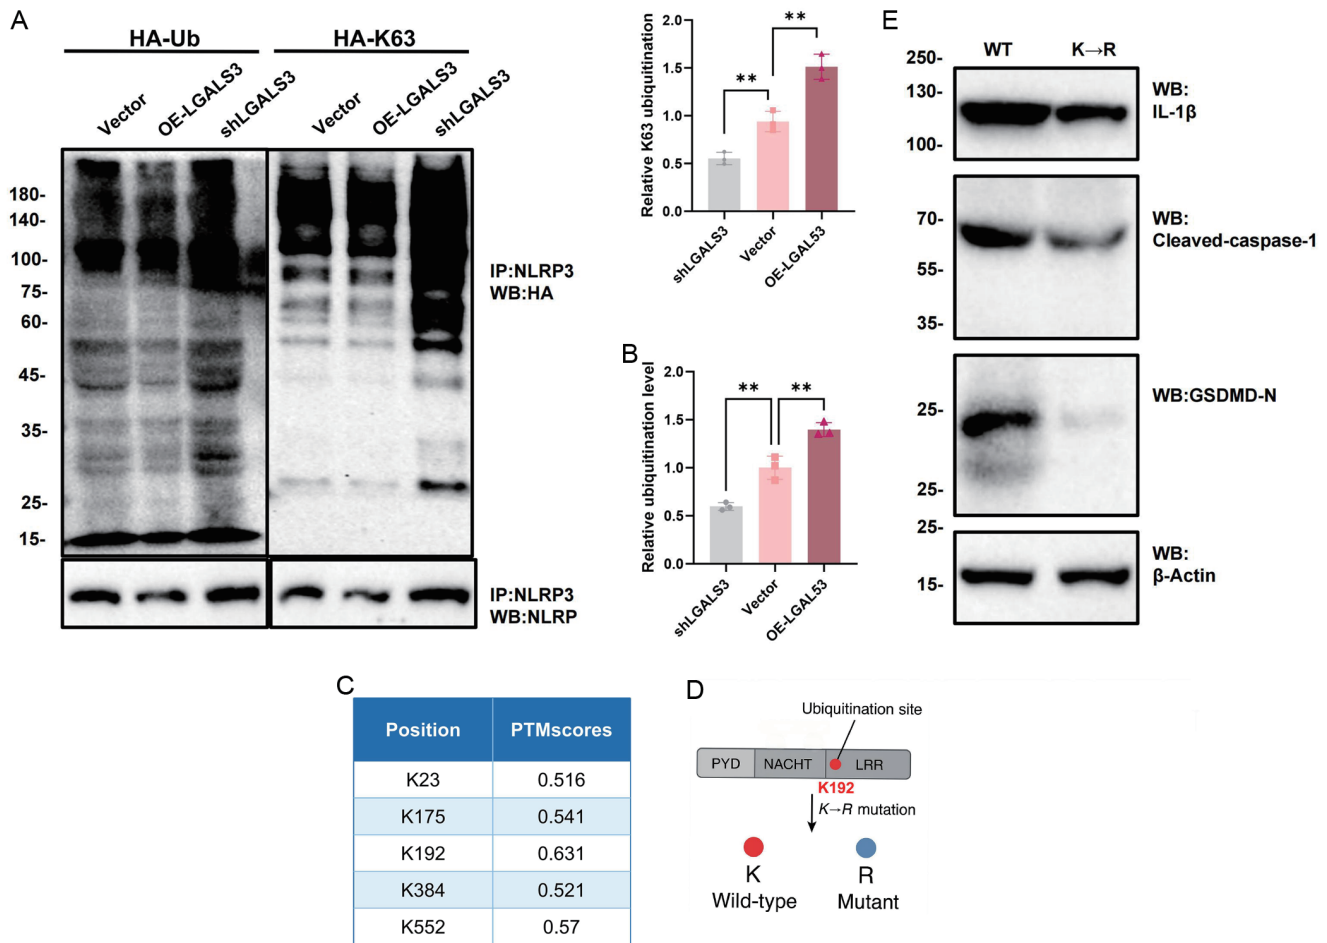 A
HA-Ub
HA-K63
Vector
OE-LGALS3
shLGALS3
Vector
OE-LGALS3
shLGALS3
180-
140-
100-
75-
60-
45-
35-
25-
15-
IP:NLRP3
WB:HA
IP:NLRP3
WB:NLRP
Relative K63 ubiquitination
2.0
1.5
1.0
0.5
0.0
**
**
shLGALS3
Vector
OE-LGAL53
B
Relative ubiquitination level
2.0
1.5
1.0
0.5
0.0
**
**
shLGALS3
Vector
OE-LGAL53
C
Position
PTMscores
K23
0.516
K175
0.541
K192
0.631
K384
0.521
K552
0.57
D
Ubiquitination site
PYD
NACHT
LRR
K192
K→R mutation
K
Wild-type
R
Mutant
E
WT
K→R
250-
130-
100-
WB:
IL-1β
70-
55-
35-
WB:
Cleaved-caspase-1
25-
25-
WB:GSDMD-N
25-
15-
WB:
β-Actin